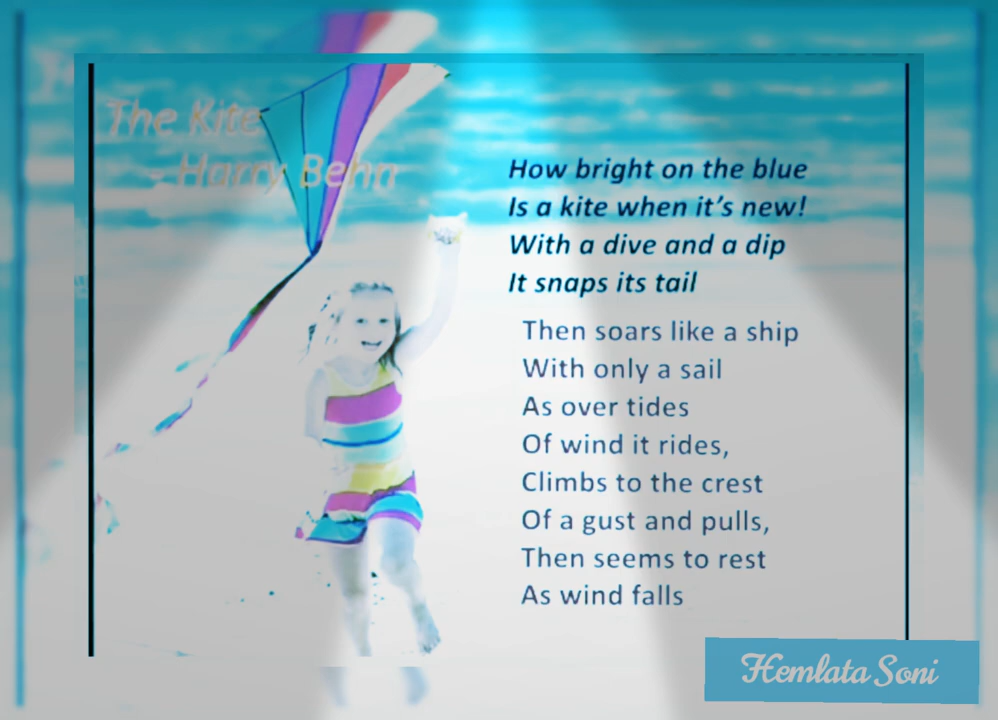 The Kite
- Harry Behn
How bright on the blue
Is a kite when it’s new!
With a dive and a dip
It snaps its tail
Then soars like a ship
With only a sail
As over tides
Of wind it rides,
Climbs to the crest
Of a gust and pulls,
Then seems to rest
As wind falls
Hemlata Soni